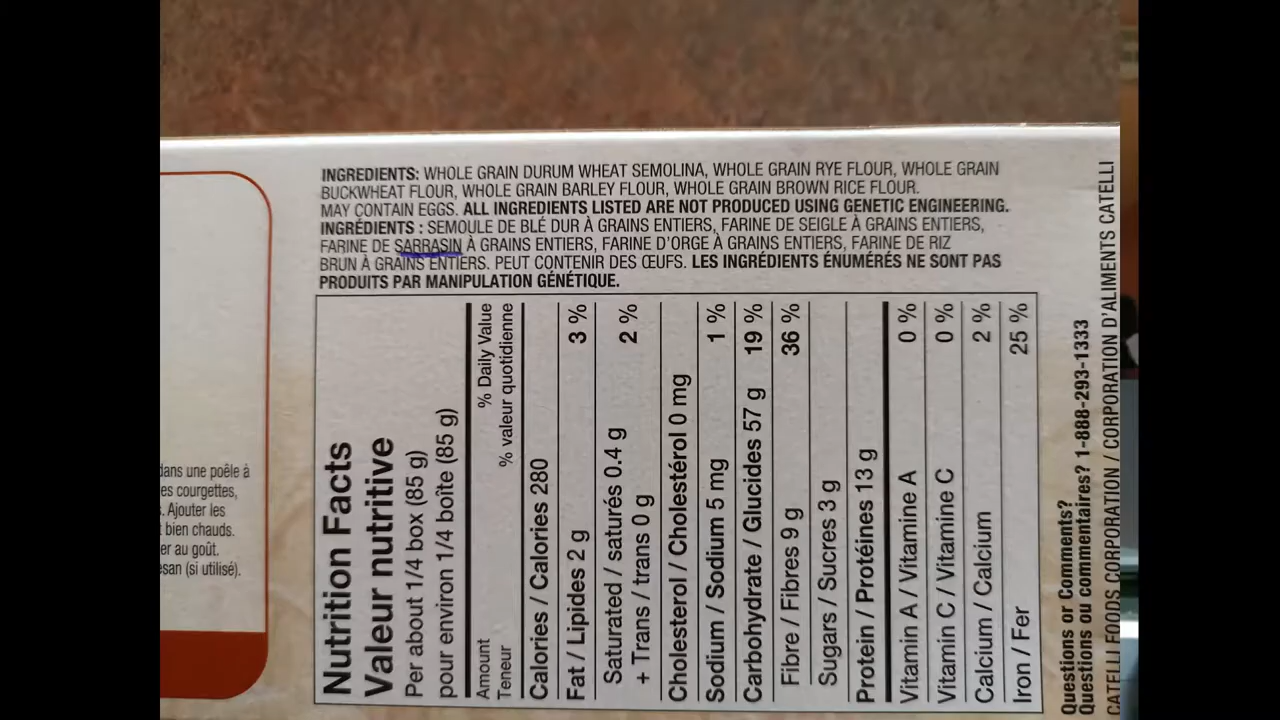 INGREDIENTS: WHOLE GRAIN DURUM WHEAT SEMOLINA, WHOLE GRAIN RYE FLOUR, WHOLE GRAIN
BUCKWHEAT FLOUR, WHOLE GRAIN BARLEY FLOUR, WHOLE GRAIN BROWN RICE FLOUR.
MAY CONTAIN EGGS. ALL INGREDIENTS LISTED ARE NOT PRODUCED USING GENETIC ENGINEERING.
INGRÉDIENTS : SEMOULE DE BLÉ DUR À GRAINS ENTIERS, FARINE DE SEIGLE À GRAINS ENTIERS,
FARINE DE SARRASIN À GRAINS ENTIERS, FARINE D'ORGE À GRAINS ENTIERS, FARINE DE RIZ
BRUN À GRAINS ENTIERS. PEUT CONTENIR DES ŒUFS. LES INGRÉDIENTS ÉNUMÉRÉS NE SONT PAS
PRODUITS PAR MANIPULATION GÉNÉTIQUE.
Nutrition Facts
Valeur nutritive
Per about 1/4 box (85 g)
pour environ 1/4 boîte (85 g)
Amount % Daily Value
Teneur % valeur quotidienne
Calories / Calories 280
Fat / Lipides 2 g 3 %
Saturated / saturés 0.4 g
+ Trans / trans 0 g 2 %
Cholesterol / Cholestérol 0 mg
Sodium / Sodium 5 mg 1 %
Carbohydrate / Glucides 57 g 19 %
Fibre / Fibres 9 g 36 %
Sugars / Sucres 3 g
Protein / Protéines 13 g
Vitamin A / Vitamine A 0 %
Vitamin C / Vitamine C 0 %
Calcium / Calcium 2 %
Iron / Fer 25 %
Questions or Comments?
Questions ou commentaires? 1-888-293-1333
CATELLI FOODS CORPORATION / CORPORATION D'ALIMENTS CATELLI
dans une poêle à
es courgettes,
. Ajouter les
bien chauds.
er au goût.
esan (si utilisé).